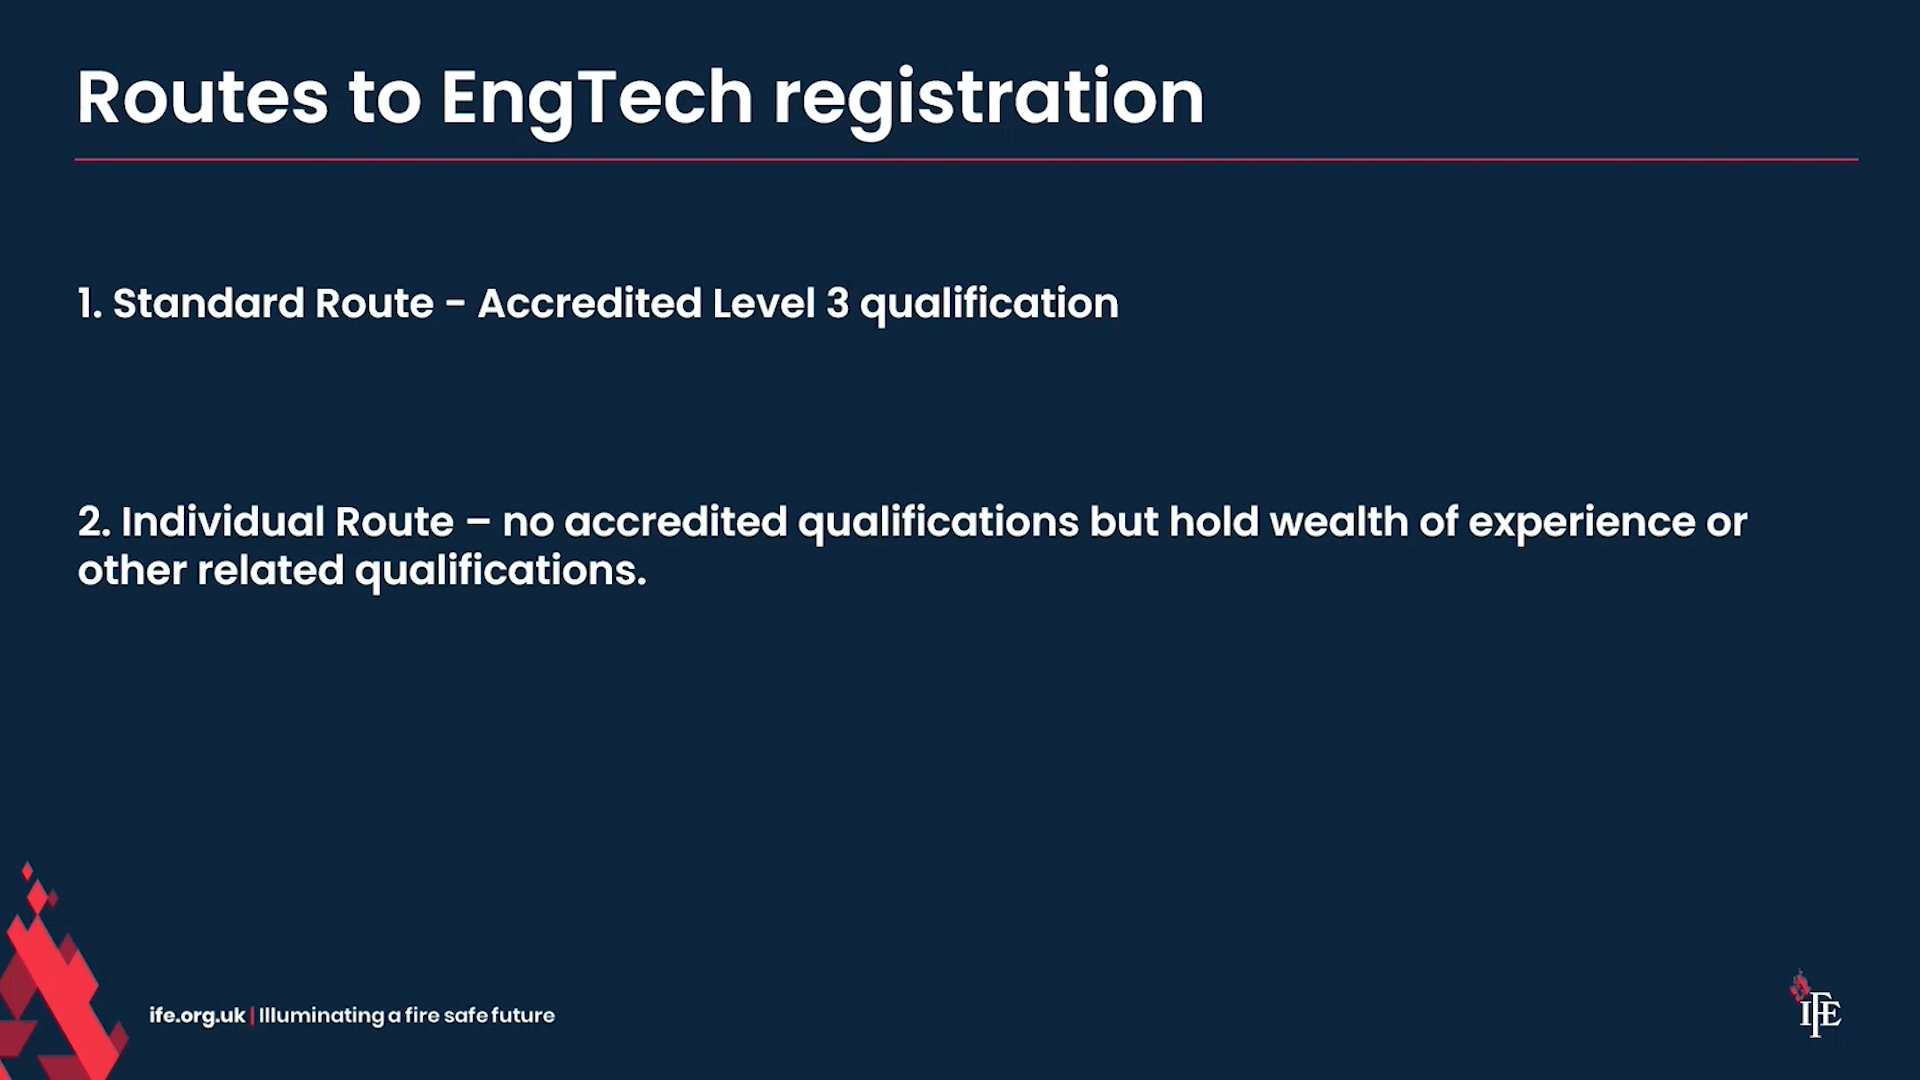 Routes to EngTech registration
1. Standard Route - Accredited Level 3 qualification
2. Individual Route – no accredited qualifications but hold wealth of experience or
other related qualifications.
ife.org.uk | Illuminating a fire safe future
IFE